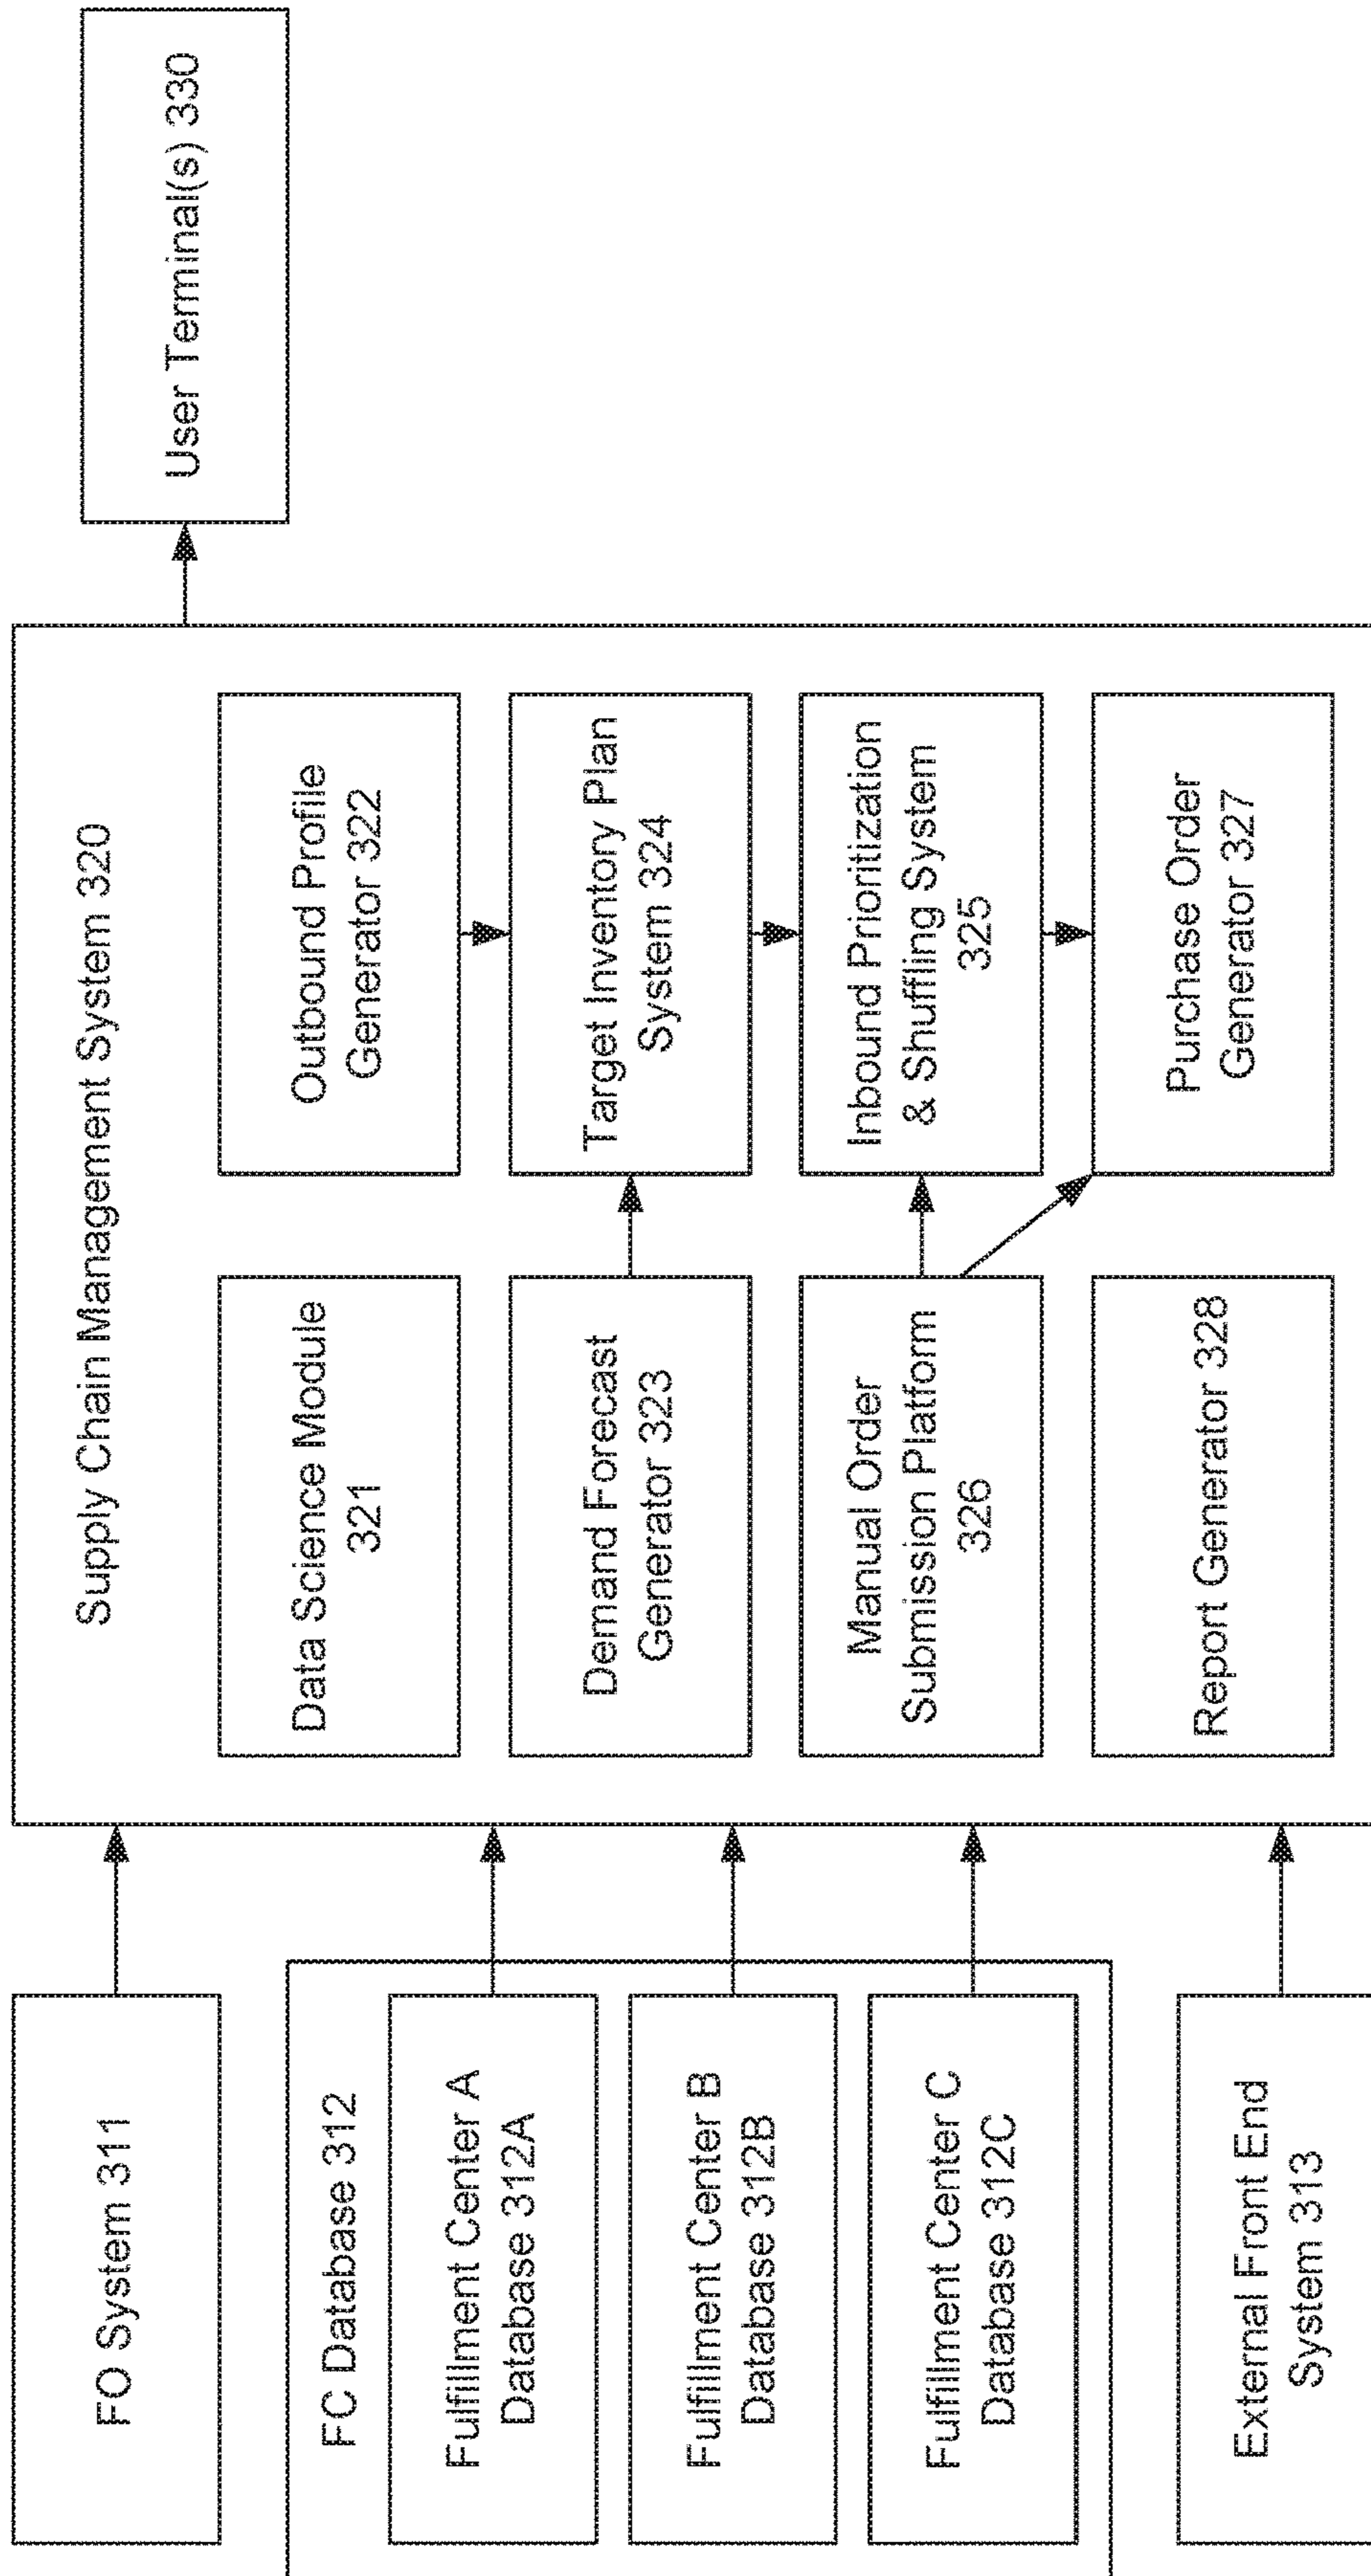 FO System 311
FC Database 312
Fulfillment Center A
Database 312A
Fulfillment Center B
Database 312B
Fulfillment Center C
Database 312C
External Front End
System 313
Supply Chain Management System 320
Data Science Module
321
Outbound Profile
Generator 322
Demand Forecast
Generator 323
Target Inventory Plan
System 324
Manual Order
Submission Platform
326
Inbound Prioritization
& Shuffling System
325
Report Generator 328
Purchase Order
Generator 327
User Terminal(s) 330